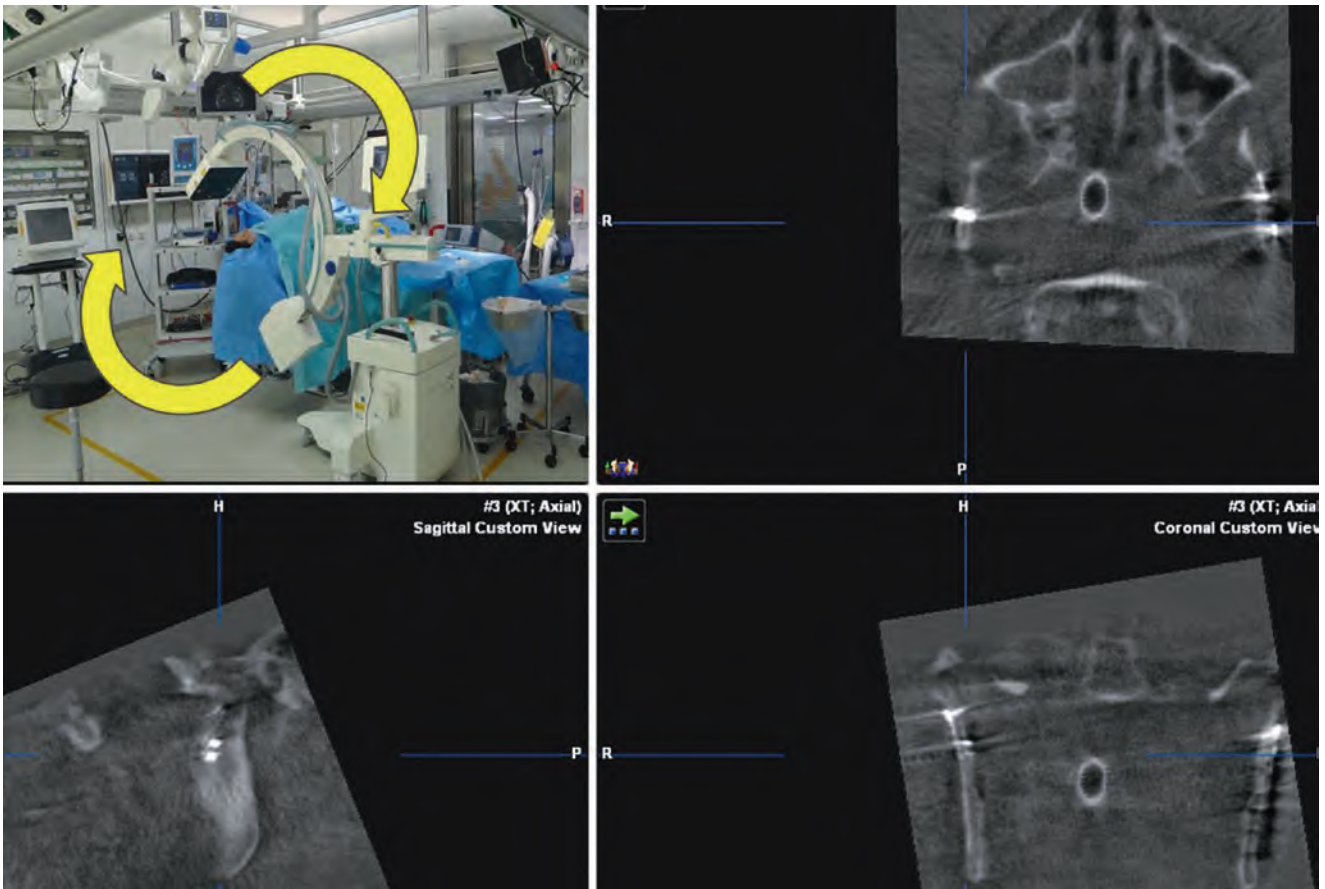 R
P
H
#3 (XT; Axial)
Sagittal Custom View
P
H
#3 (XT; Axial
Coronal Custom View
R